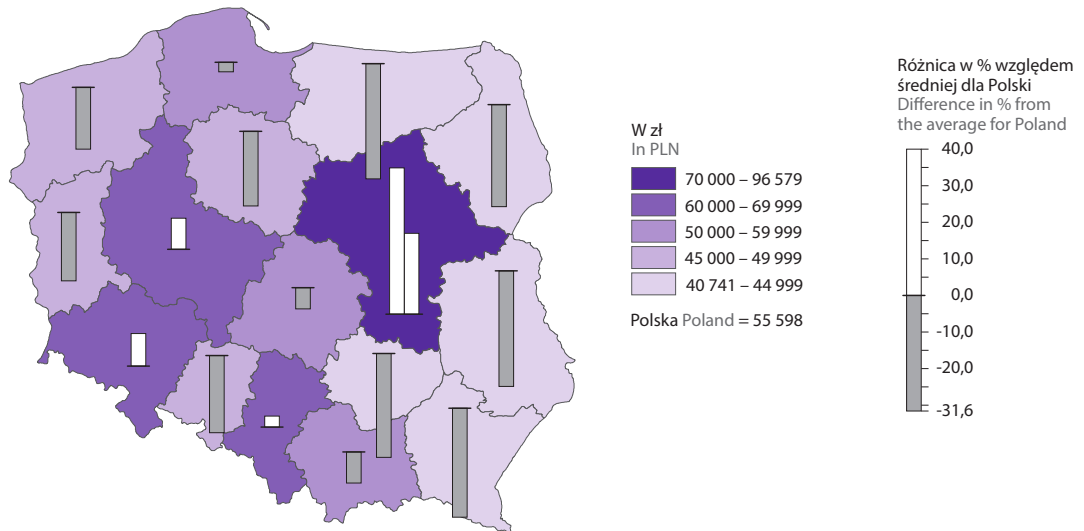 W zł
In PLN
70 000 – 96 579
60 000 – 69 999
50 000 – 59 999
45 000 – 49 999
40 741 – 44 999
Polska Poland = 55 598
Różnica w % względem
średniej dla Polski
Difference in % from
the average for Poland
40,0
30,0
20,0
10,0
0,0
-10,0
-20,0
-31,6